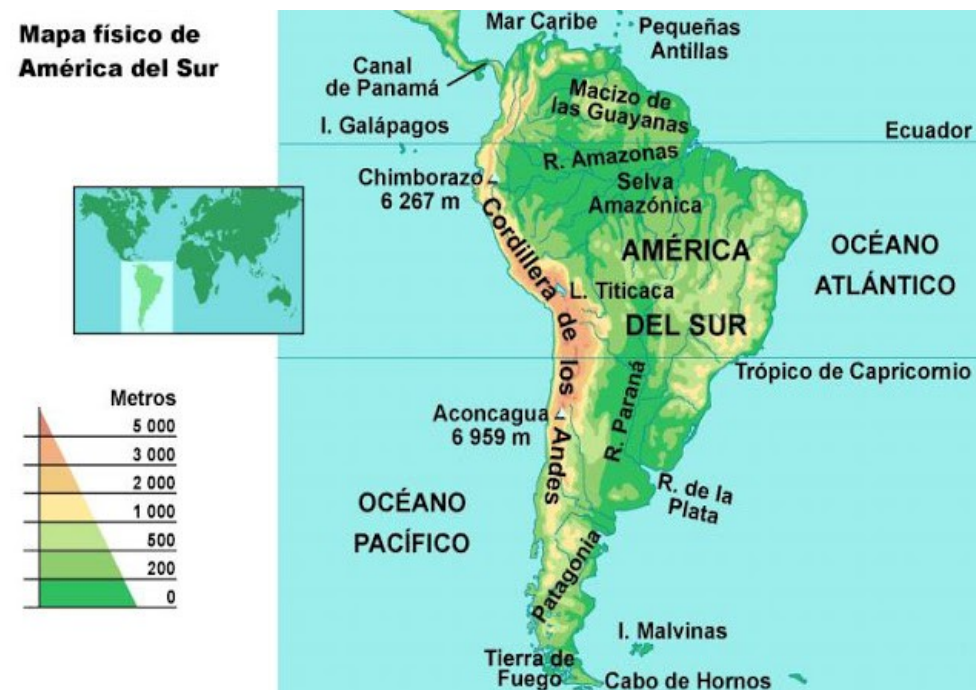 Mapa físico de
América del Sur
Mar Caribe
Pequeñas
Antillas
Canal
de Panamá
Macizo de
las Guayanas
I. Galápagos
Ecuador
R. Amazonas
Chimborazo
6 267 m
Selva
Amazónica
Cordillera de los Andes
AMÉRICA
DEL SUR
OCÉANO
ATLÁNTICO
L. Titicaca
Trópico de Capricornio
Metros
5 000
3 000
2 000
1 000
500
200
0
Aconcagua
6 959 m
R. Paraná
R. de la
Plata
OCÉANO
PACÍFICO
Patagonia
I. Malvinas
Tierra de
Fuego
Cabo de Hornos